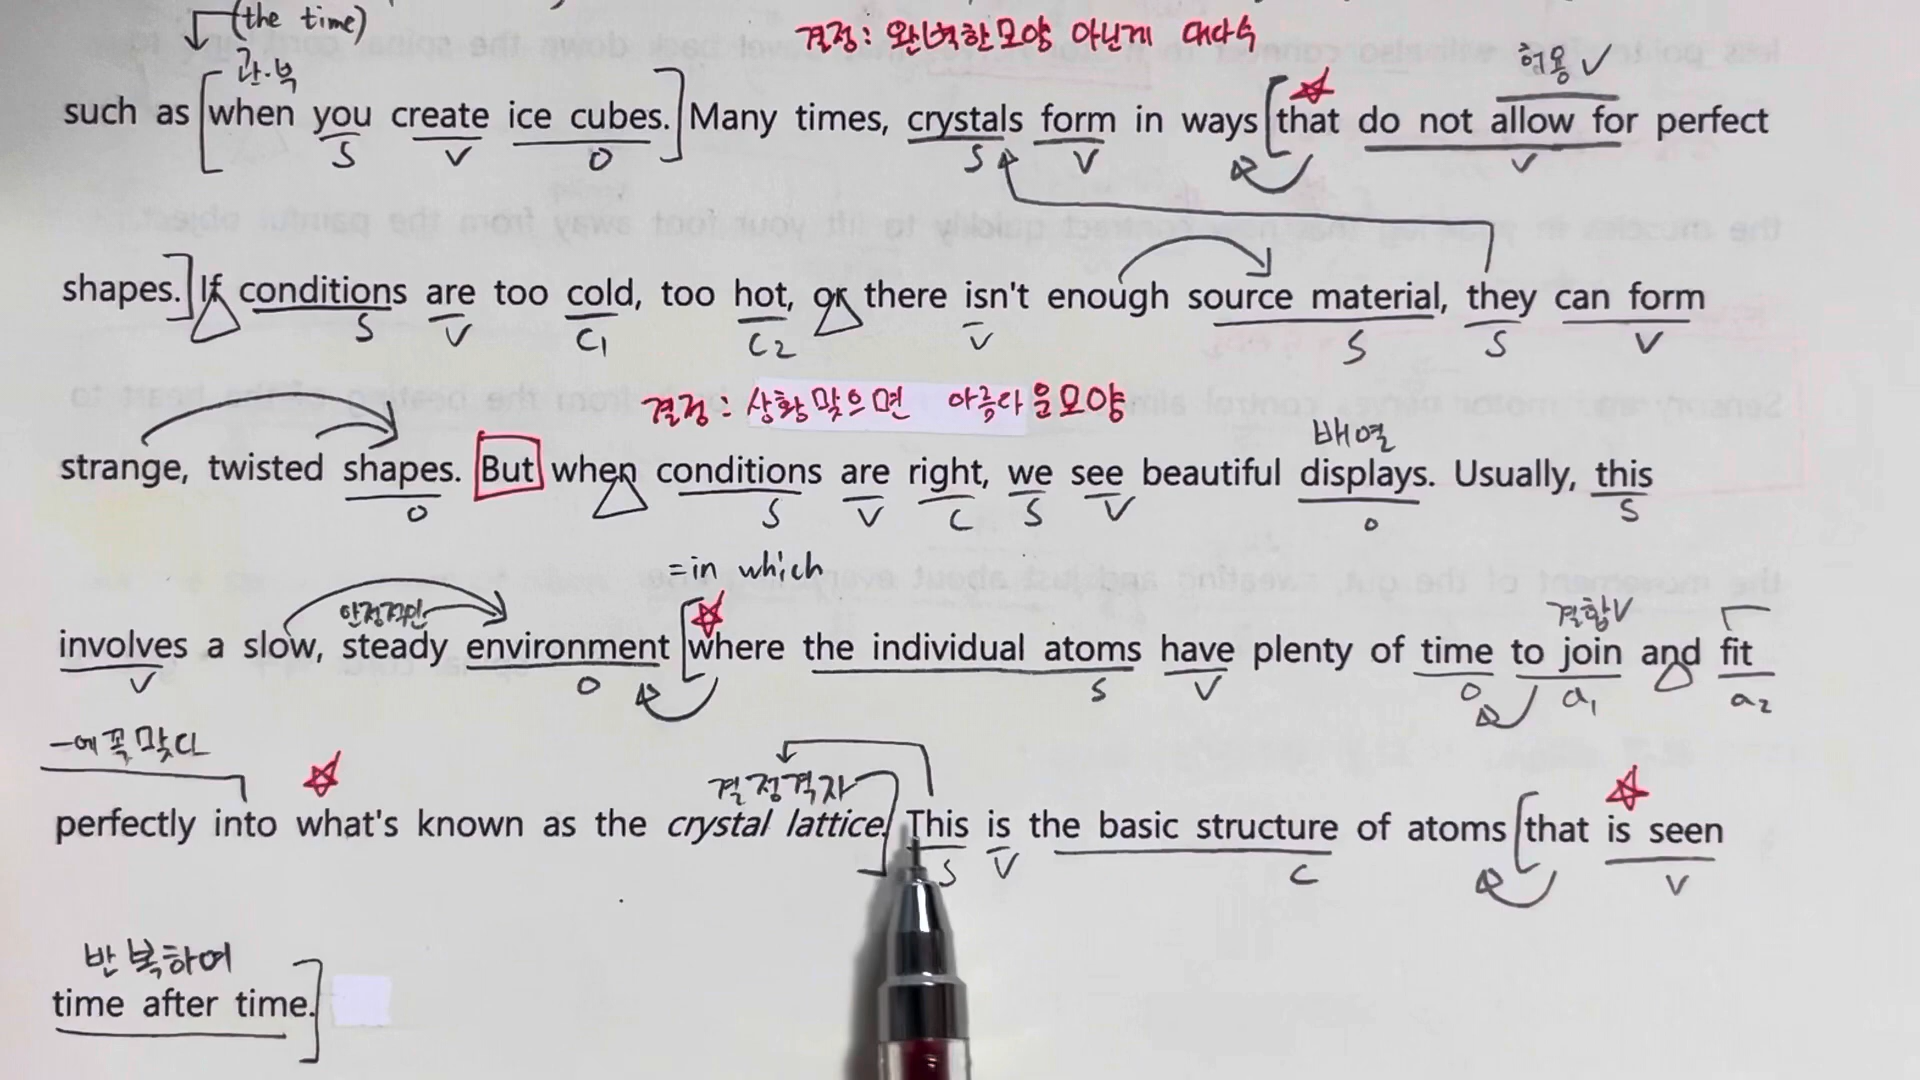 (the time)
결정: 완벽한모양 아닌게 대다수
관·부
허용 V
such as [when you create ice cubes.] Many times, crystals form in ways [that do not allow for perfect
S V O S V V
shapes.] If conditions are too cold, too hot, or there isn't enough source material, they can form
S V C1 C2 V S S V
결정: 상황맞으면 아름다운모양
배열
strange, twisted shapes. But when conditions are right, we see beautiful displays. Usually, this
O S V C S V O S
=in which
안정적인
결합V
involves a slow, steady environment [where the individual atoms have plenty of time to join and fit
V O S V O a1 a2
~에 꼭 맞다
결정격자
perfectly into what's known as the crystal lattice.] This is the basic structure of atoms [that is seen
S V C V
반복하여
time after time.]